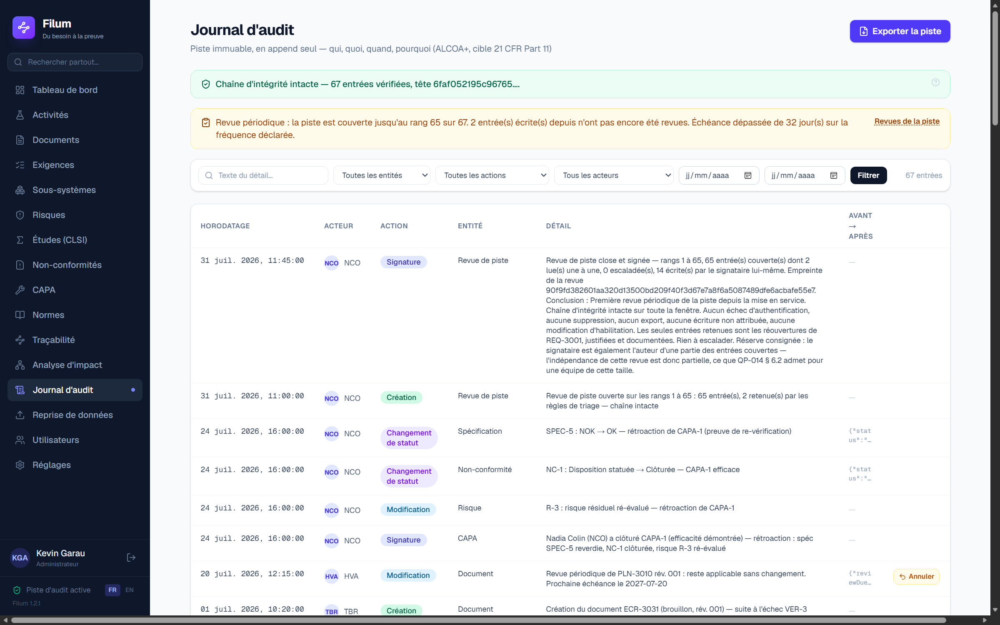 Filum
Du besoin à la preuve
Rechercher partout...
Tableau de bord
Activités
Documents
Exigences
Sous-systèmes
Risques
Études (CLSI)
Non-conformités
CAPA
Normes
Traçabilité
Analyse d'impact
Journal d'audit
Reprise de données
Utilisateurs
Réglages
KGA
Kevin Garau
Administrateur
Piste d'audit active
FR
EN
Filum 1.2.1
Journal d'audit
Piste immuable, en append seul — qui, quoi, quand, pourquoi (ALCOA+, cible 21 CFR Part 11)
Exporter la piste
Chaîne d'intégrité intacte — 67 entrées vérifiées, tête 6faf052195c96765....
Revue périodique : la piste est couverte jusqu'au rang 65 sur 67. 2 entrée(s) écrite(s) depuis n'ont pas encore été revues. Échéance dépassée de 32 jour(s) sur la
fréquence déclarée.
Revues de la piste
Texte du détail...
Toutes les entités
Toutes les actions
Tous les acteurs
jj/mm/aaaa
jj/mm/aaaa
Filtrer
67 entrées
HORODATAGE
ACTEUR
ACTION
ENTITÉ
DÉTAIL
AVANT
→
APRÈS
31 juil. 2026, 11:45:00
NCO
NCO
Signature
Revue de piste
Revue de piste close et signée — rangs 1 à 65, 65 entrée(s) couverte(s) dont 2
lue(s) une à une, 0 escaladée(s), 14 écrite(s) par le signataire lui-même. Empreinte
de la revue
90f9fd382601aa320d13500bd209f40f3d67e7a8f6a5087489dfe6acbafe55e7.
Conclusion : Première revue périodique de la piste depuis la mise en service.
Chaîne d'intégrité intacte sur toute la fenêtre. Aucun échec d'authentification,
aucune suppression, aucun export, aucune écriture non attribuée, aucune
modification d'habilitation. Les seules entrées retenues sont les réouvertures de
REQ-3001, justifiées et documentées. Rien à escalader. Réserve consignée : le
signataire est également l'auteur d'une partie des entrées couvertes —
l'indépendance de cette revue est donc partielle, ce que QP-014 § 6.2 admet pour
une équipe de cette taille.
—
31 juil. 2026, 11:00:00
NCO
NCO
Création
Revue de piste
Revue de piste ouverte sur les rangs 1 à 65 : 65 entrée(s), 2 retenue(s) par les
règles de triage — chaîne intacte
—
24 juil. 2026, 16:00:00
NCO
NCO
Changement
de statut
Spécification
SPEC-5 : NOK → OK — rétroaction de CAPA-1 (preuve de re-vérification)
{"stat
us":"…
24 juil. 2026, 16:00:00
NCO
NCO
Changement
de statut
Non-conformité
NC-1 : Disposition statuée → Clôturée — CAPA-1 efficace
{"stat
us":"…
24 juil. 2026, 16:00:00
NCO
NCO
Modification
Risque
R-3 : risque résiduel ré-évalué — rétroaction de CAPA-1
—
24 juil. 2026, 16:00:00
NCO
NCO
Signature
CAPA
Nadia Colin (NCO) a clôturé CAPA-1 (efficacité démontrée) — rétroaction : spéc
SPEC-5 reverdie, NC-1 clôturée, risque R-3 ré-évalué
—
20 juil. 2026, 12:15:00
HVA
HVA
Modification
Document
Revue périodique de PLN-3010 rév. 001 : reste applicable sans changement.
Prochaine échéance le 2027-07-20
{"revi
ewDue…
Annuler
01 juil. 2026, 10:20:00
TBR
TBR
Création
Document
Création du document ECR-3031 (brouillon, rév. 001) — suite à l'échec VER-3
—